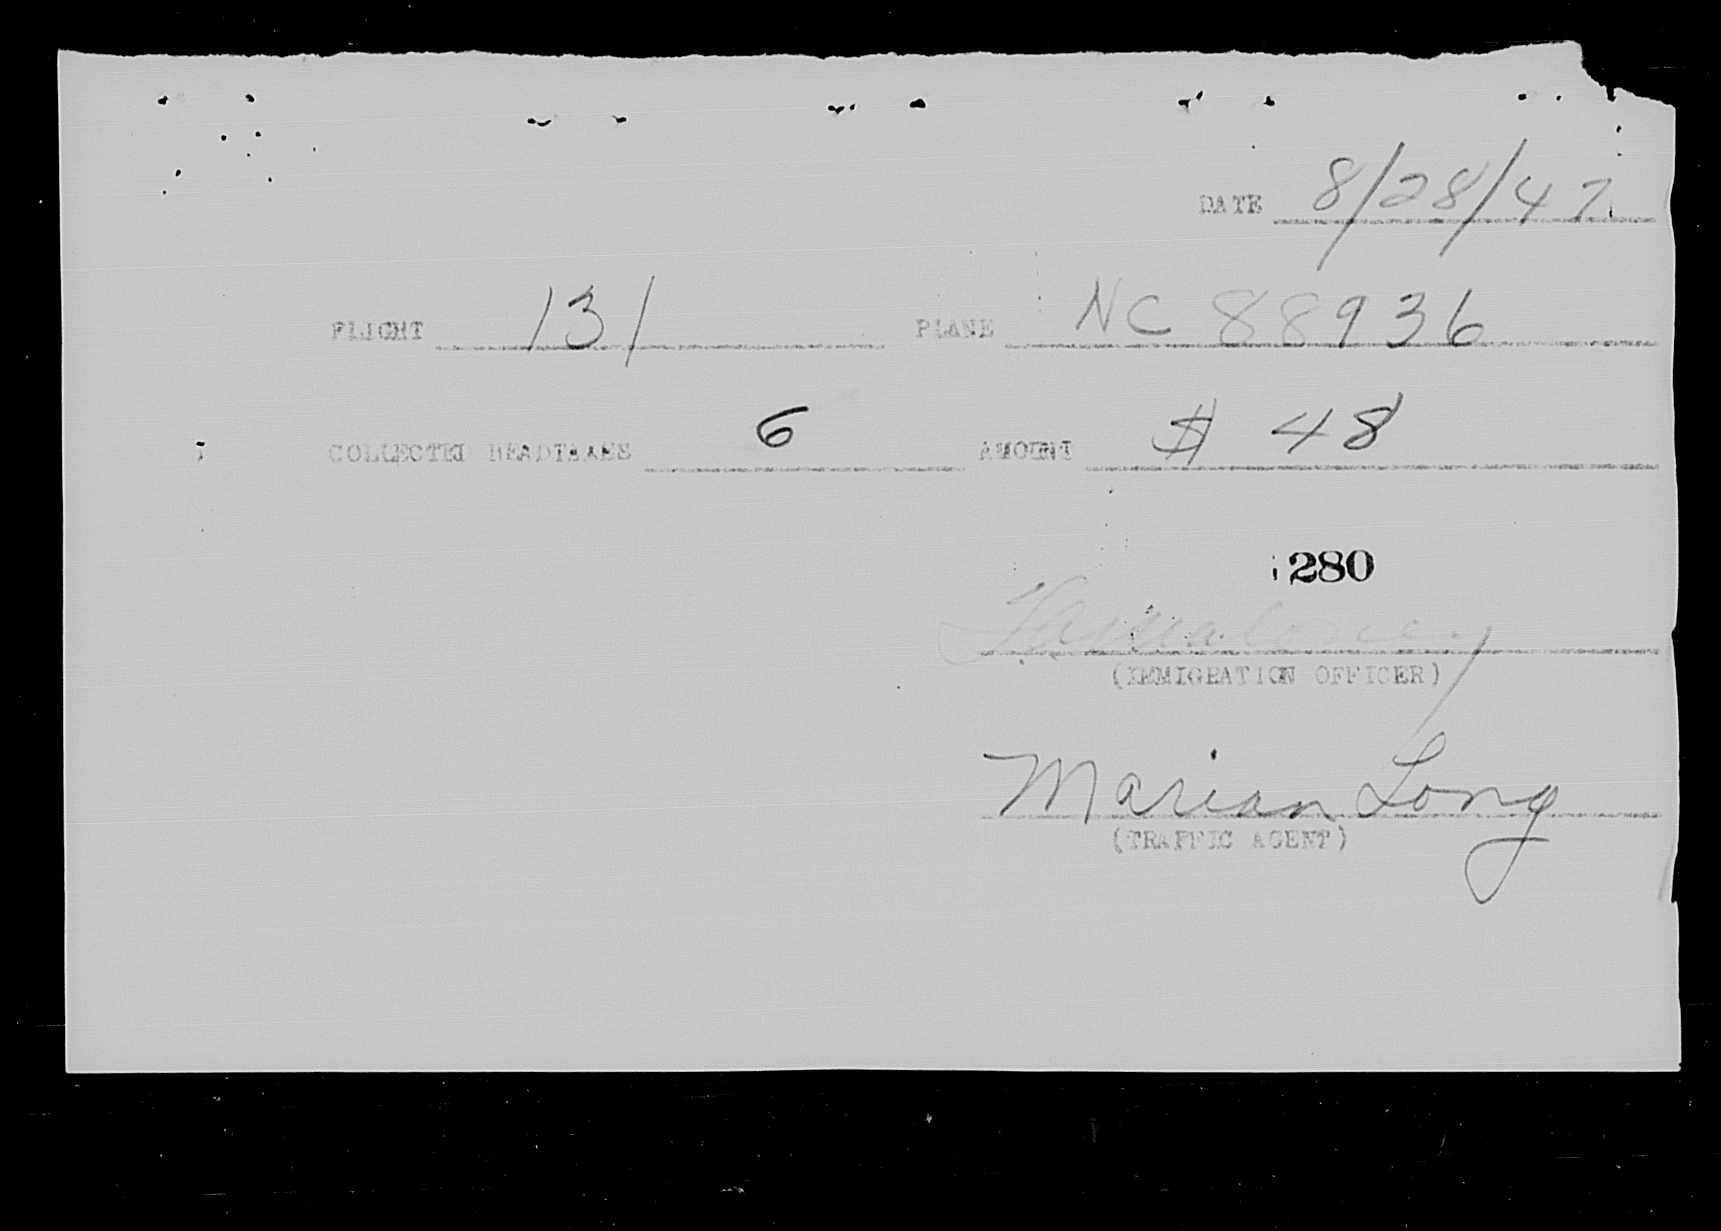 DATE 8/28/47
FLIGHT 131 PLANE NC 88936
COLLECTED HEADTAXES 6 AMOUNT $ 48
280
(IMMIGRATION OFFICER)
Marian Long
(TRAFFIC AGENT)